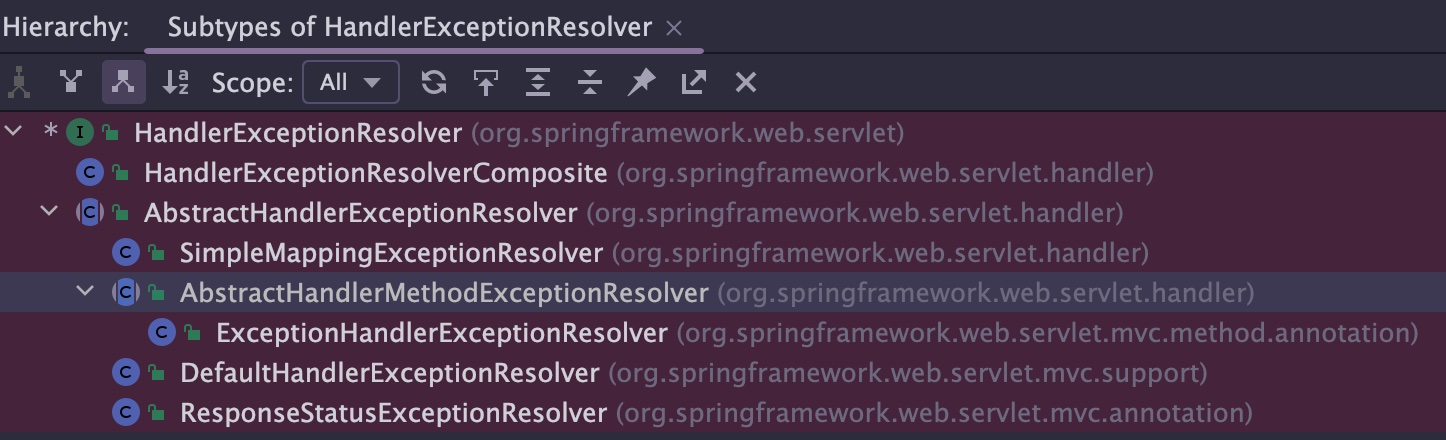 Hierarchy: Subtypes of HandlerExceptionResolver
Scope: All
* I HandlerExceptionResolver (org.springframework.web.servlet)
C HandlerExceptionResolverComposite (org.springframework.web.servlet.handler)
C AbstractHandlerExceptionResolver (org.springframework.web.servlet.handler)
C SimpleMappingExceptionResolver (org.springframework.web.servlet.handler)
C AbstractHandlerMethodExceptionResolver (org.springframework.web.servlet.handler)
C ExceptionHandlerExceptionResolver (org.springframework.web.servlet.mvc.method.annotation)
C DefaultHandlerExceptionResolver (org.springframework.web.servlet.mvc.support)
C ResponseStatusExceptionResolver (org.springframework.web.servlet.mvc.annotation)